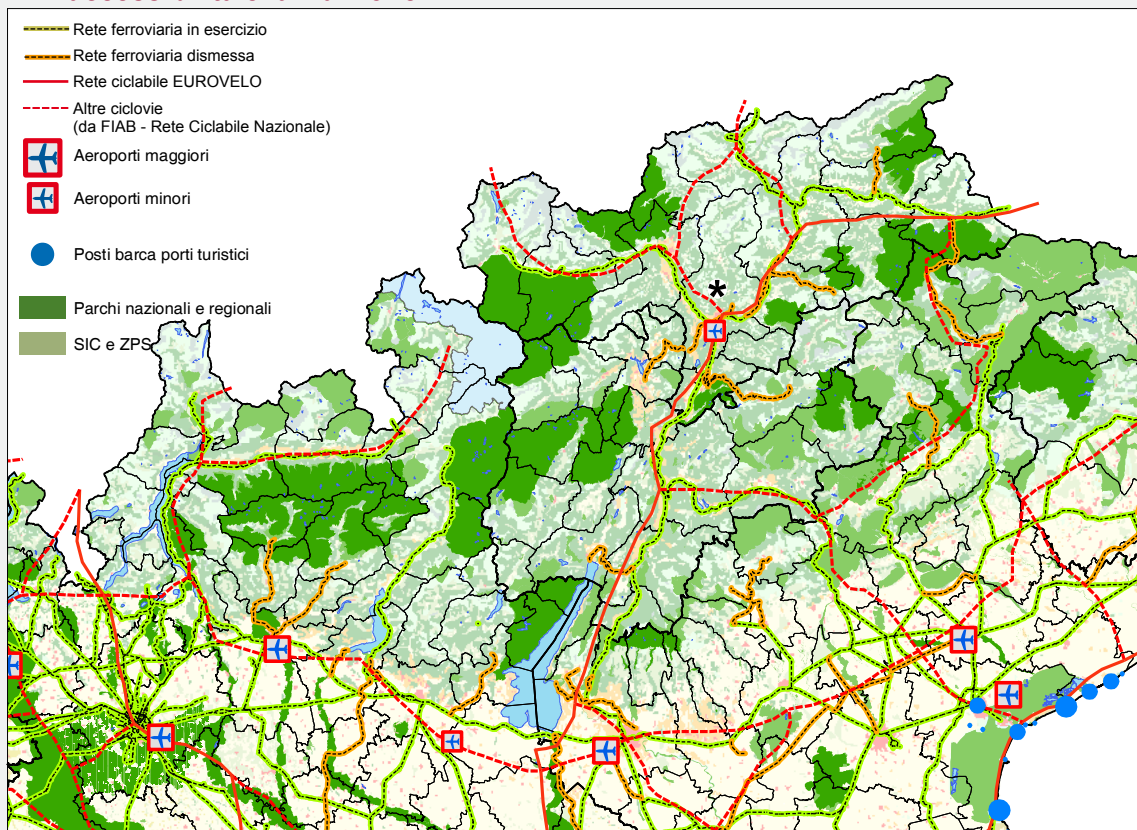 Rete ferroviaria in esercizio
Rete ferroviaria dismessa
Rete ciclabile EUROVELO
Altre ciclovie
(da FIAB - Rete Ciclabile Nazionale)
Aeroporti maggiori
Aeroporti minori
Posti barca porti turistici
Parchi nazionali e regionali
SIC e ZPS
*